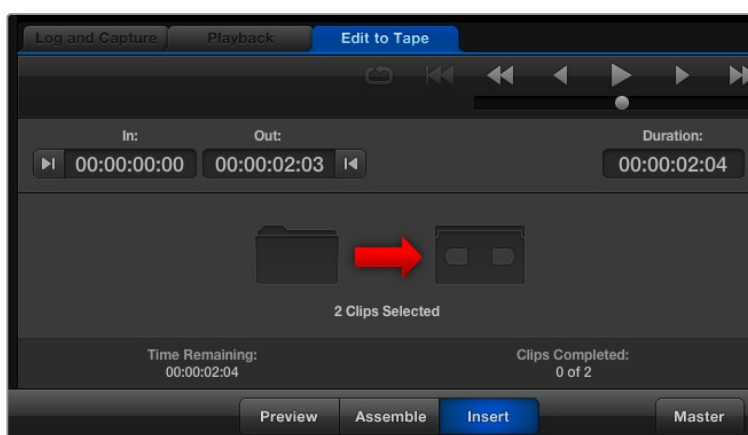 Log and Capture Playback Edit to Tape
In: Out: Duration:
00:00:00:00 00:00:02:03 00:00:02:04
2 Clips Selected
Time Remaining: Clips Completed:
00:00:02:04 0 of 2
Preview Assemble Insert Master